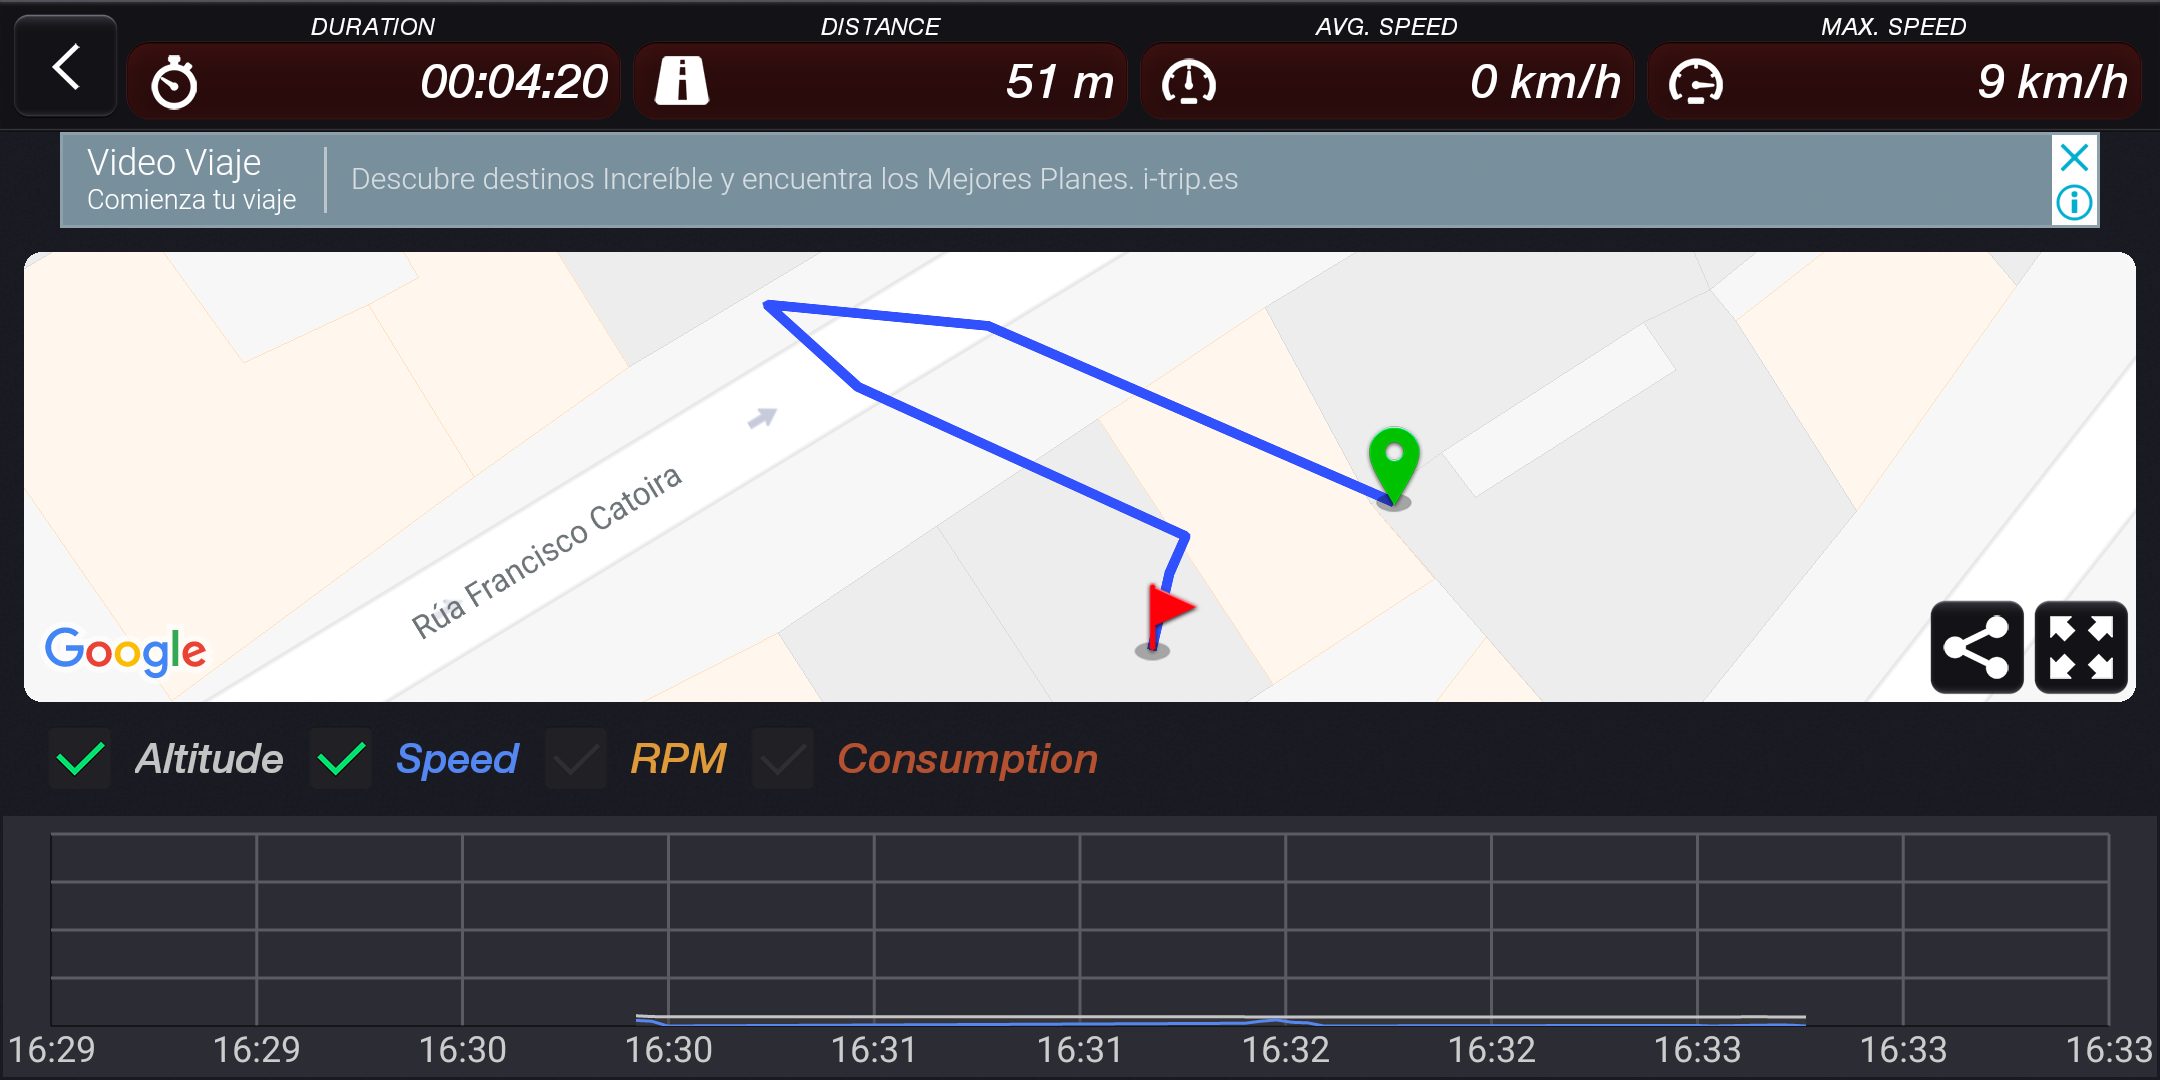 DURATION
00:04:20
DISTANCE
51 m
AVG. SPEED
0 km/h
MAX. SPEED
9 km/h
Video Viaje
Comienza tu viaje
Descubre destinos Increíble y encuentra los Mejores Planes. i-trip.es
Rúa Francisco Catoira
Google
Altitude
Speed
RPM
Consumption
16:29 16:29 16:30 16:30 16:31 16:31 16:32 16:32 16:33 16:33 16:33